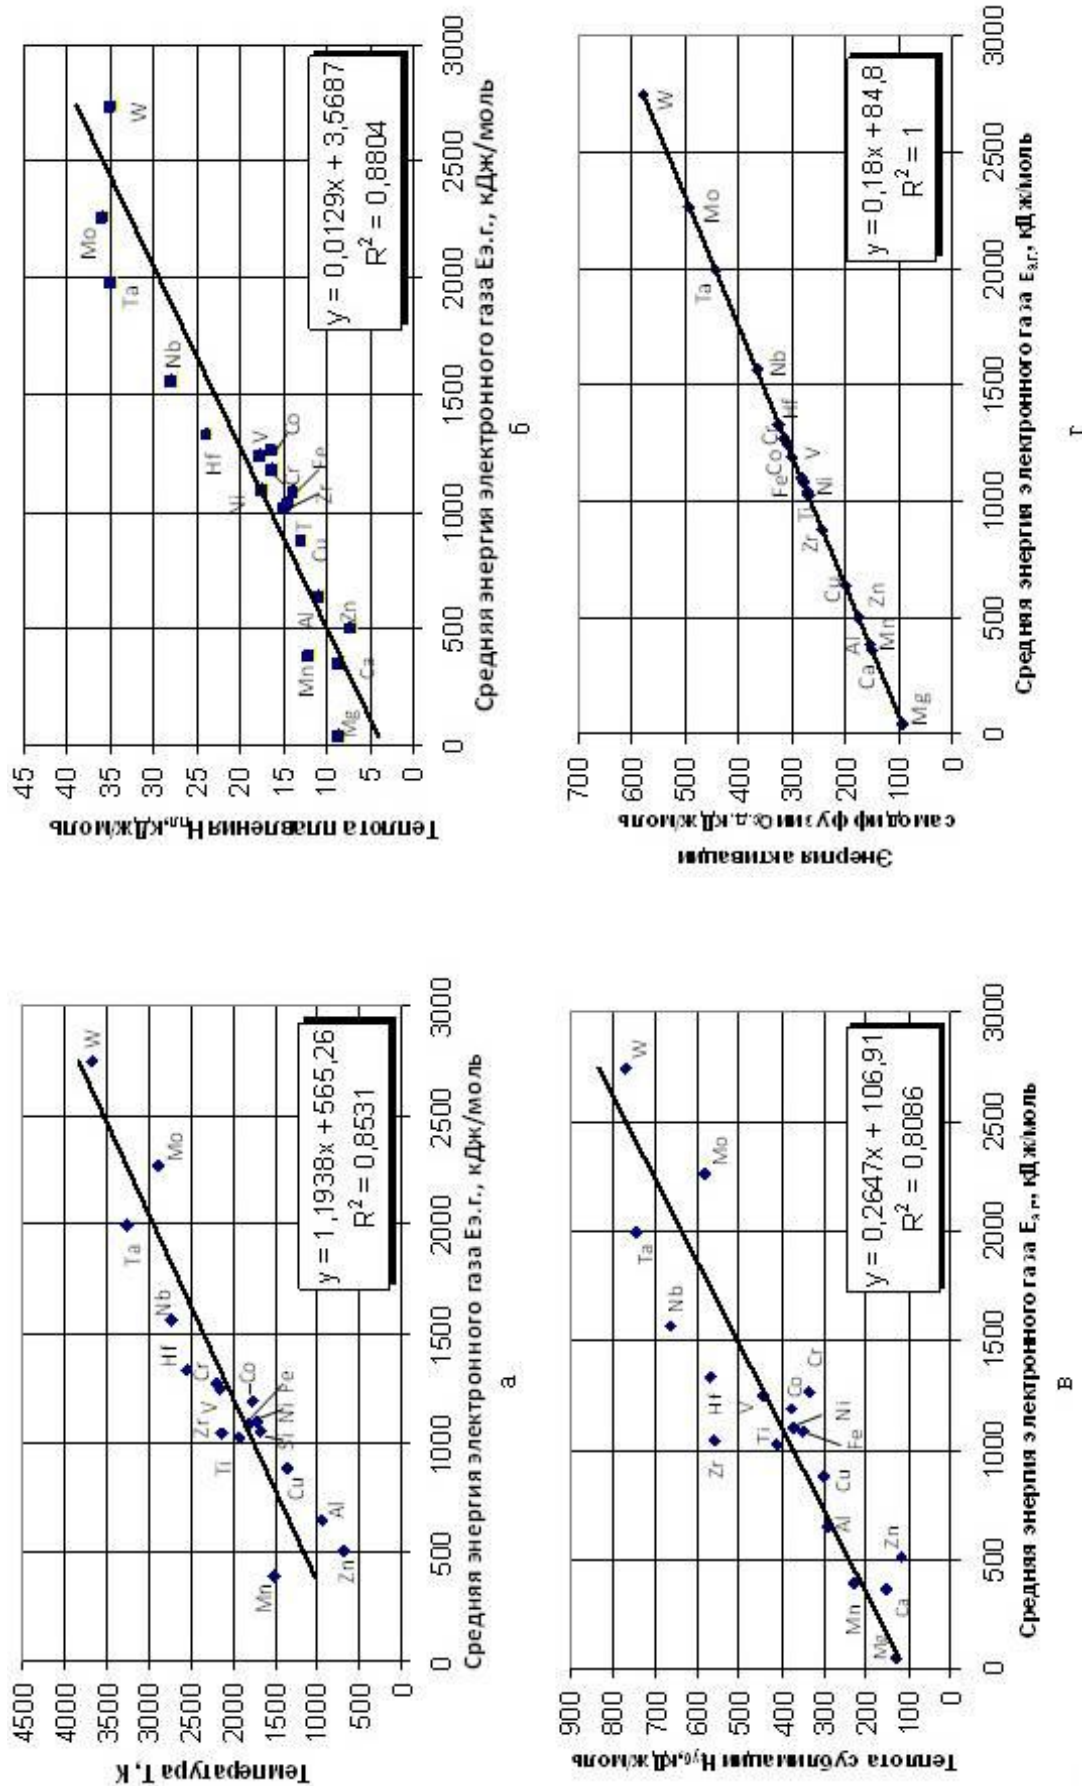 Температура Т, К
4500
4000
3500
3000
2500
2000
1500
1000
500
0
W
Mo
Ta
Nb
Hf
Cr
V
Zr
Ti
Co
Fe
Ni
Si
Cu
Al
Zn
Mn
y = 1,1938x + 565,26
R² = 0,8531
0 500 1000 1500 2000 2500 3000
Средняя энергия электронного газа Еэ.г., кДж/моль
а
Теплота плавления Hпл,кДж/моль
45
40
35
30
25
20
15
10
5
0
W
Mo
Ta
Nb
Hf
V
Co
Ni
Cr
Fe
Zr
T
Cu
Al
Mn
Zn
Ca
Mg
y = 0,0129x + 3,5687
R² = 0,8804
0 500 1000 1500 2000 2500 3000
Средняя энергия электронного газа Еэ.г., кДж/моль
б
Теплота сублимации Hуб,кДж/моль
900
800
700
600
500
400
300
200
100
0
W
Mo
Ta
Nb
Hf
Zr
V
Ti
Co
Cr
Ni
Fe
Cu
Al
Zn
Mn
Ca
Mg
y = 0,2647x + 106,91
R² = 0,8086
0 500 1000 1500 2000 2500 3000
Средняя энергия электронного газа Еэ.г., кДж/моль
в
Энергия активации
самодиффузии Qс.д, кДж/моль
700
600
500
400
300
200
100
0
W
Mo
Ta
Nb
Hf
Cr
Co
V
Fe
Ni
Ti
Zr
Cu
Zn
Al
Mn
Ca
Mg
y = 0,18x + 84,8
R² = 1
0 500 1000 1500 2000 2500 3000
Средняя энергия электронного газа Еэ.г., кДж/моль
г